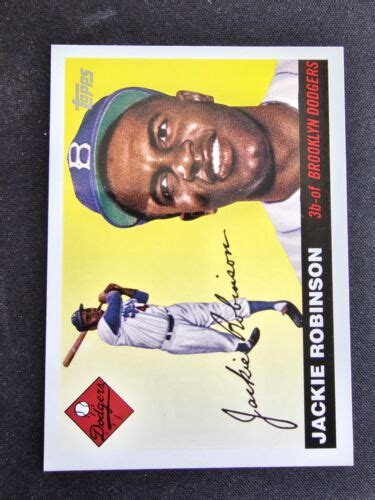 Topps
B
3b-of BROOKLYN DODGERS
Jackie Robinson
Dodgers
JACKIE ROBINSON